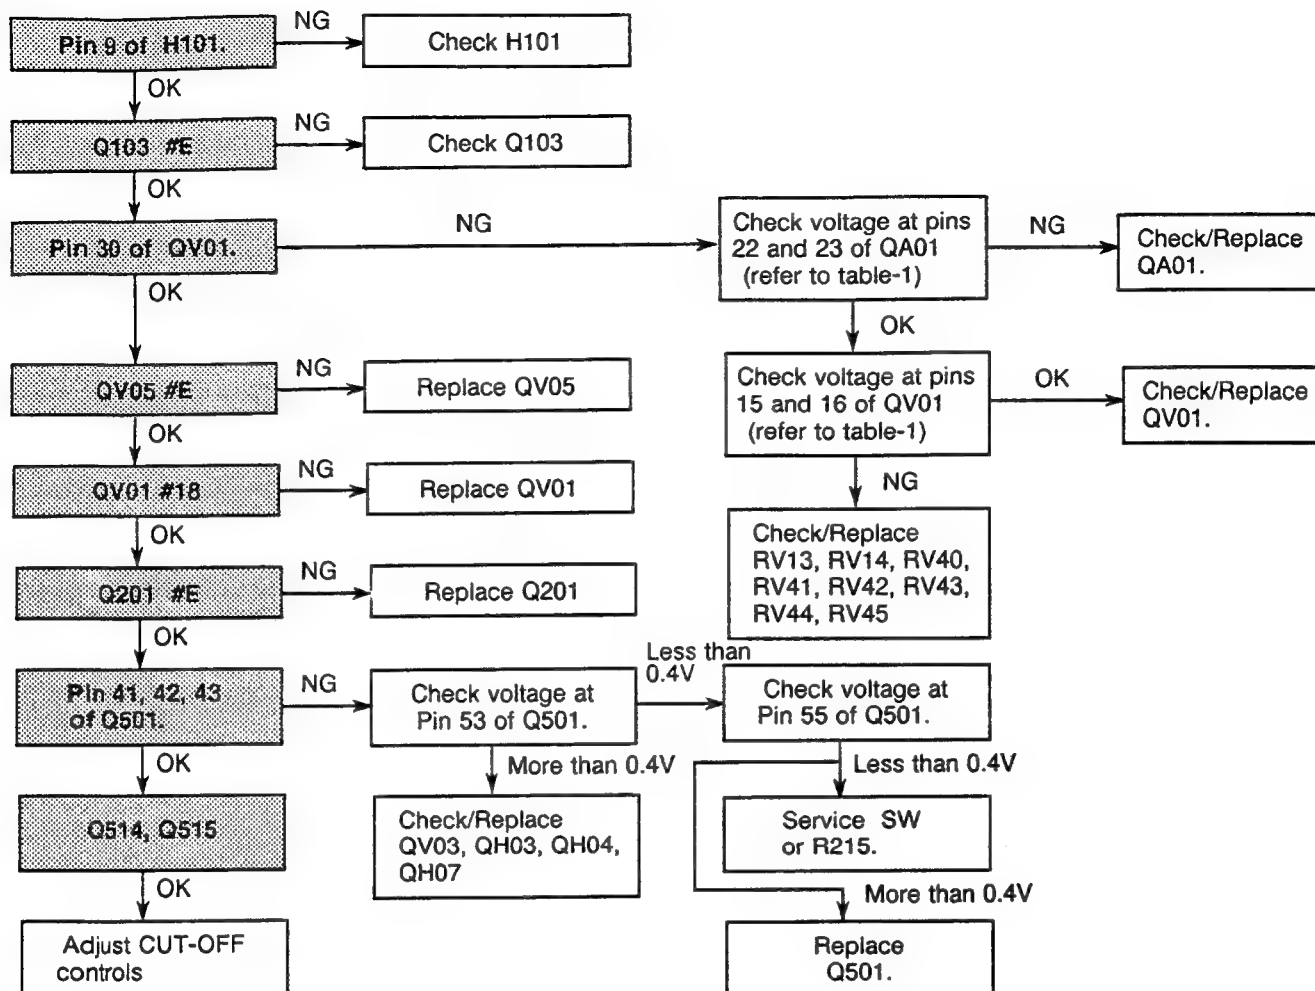 Pin 9 of H101.
NG
Check H101
OK
Q103 #E
NG
Check Q103
OK
Pin 30 of QV01.
NG
Check voltage at pins
22 and 23 of QA01
(refer to table-1)
NG
Check/Replace
QA01.
OK
OK
QV05 #E
NG
Replace QV05
Check voltage at pins
15 and 16 of QV01
(refer to table-1)
OK
Check/Replace
QV01.
OK
NG
QV01 #18
NG
Replace QV01
Check/Replace
RV13, RV14, RV40,
RV41, RV42, RV43,
RV44, RV45
OK
Q201 #E
NG
Replace Q201
OK
Pin 41, 42, 43
of Q501.
NG
Check voltage at
Pin 53 of Q501.
Less than
0.4V
Check voltage at
Pin 55 of Q501.
OK
More than 0.4V
Less than 0.4V
Q514, Q515
Check/Replace
QV03, QH03, QH04,
QH07
Service SW
or R215.
OK
More than 0.4V
Adjust CUT-OFF
controls
Replace
Q501.